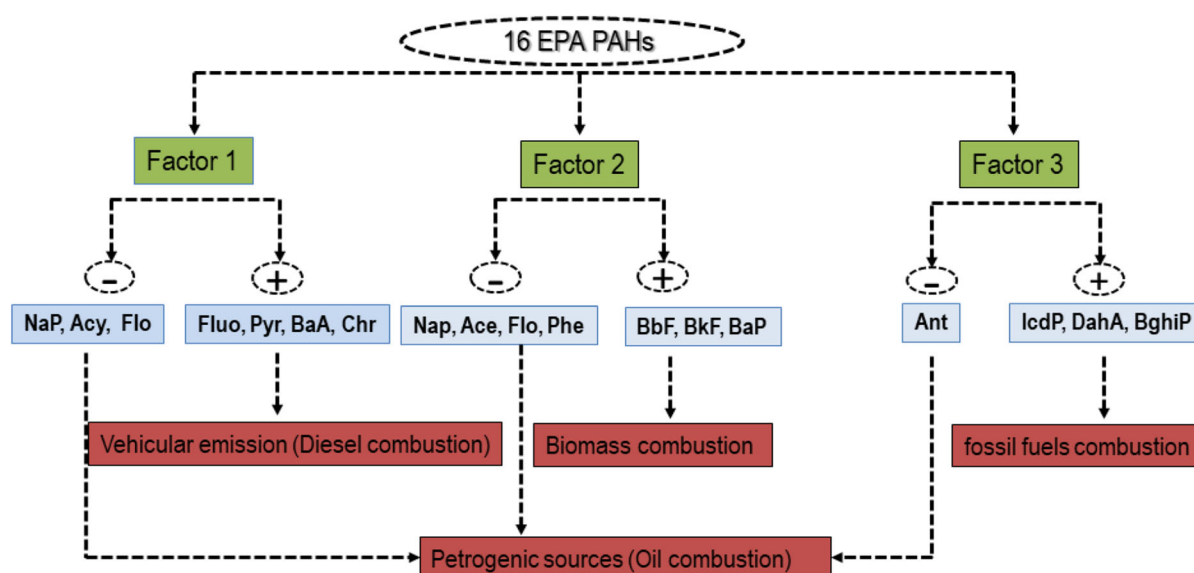 16 EPA PAHs
Factor 1
Factor 2
Factor 3
-
+
-
+
-
+
NaP, Acy, Flo
Fluo, Pyr, BaA, Chr
Nap, Ace, Flo, Phe
BbF, BkF, BaP
Ant
IcdP, DahA, BghiP
Vehicular emission (Diesel combustion)
Biomass combustion
fossil fuels combustion
Petrogenic sources (Oil combustion)